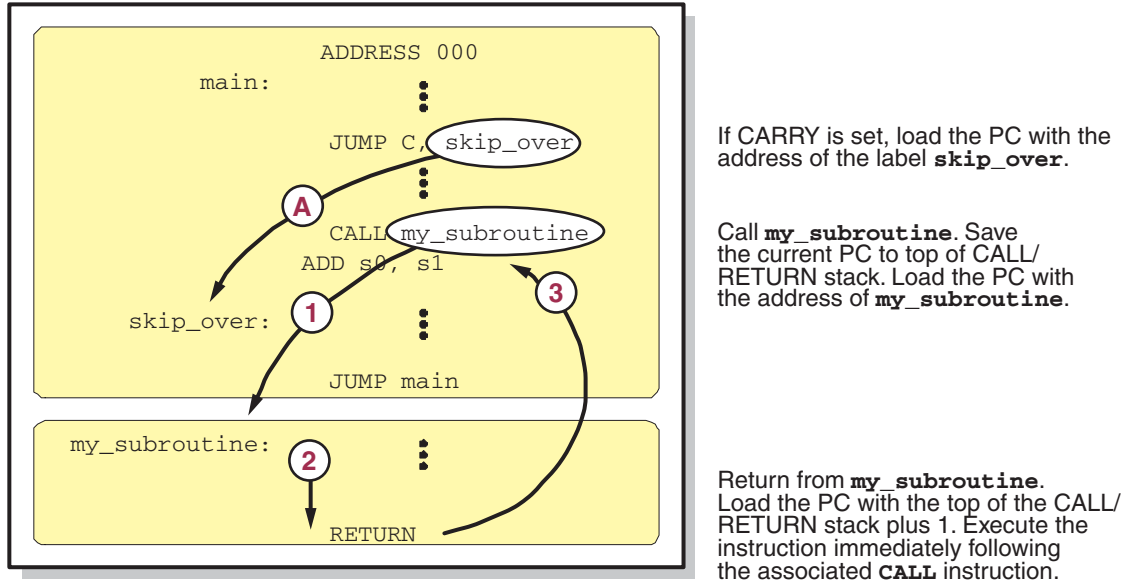 ADDRESS 000
main:
JUMP C, skip_over
A
CALL my_subroutine
ADD s0, s1
3
1
skip_over:
JUMP main
my_subroutine:
2
RETURN
If CARRY is set, load the PC with the
address of the label skip_over.
Call my_subroutine. Save
the current PC to top of CALL/
RETURN stack. Load the PC with
the address of my_subroutine.
Return from my_subroutine.
Load the PC with the top of the CALL/
RETURN stack plus 1. Execute the
instruction immediately following
the associated CALL instruction.